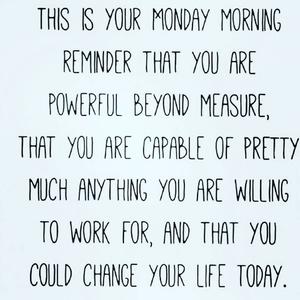 THIS IS YOUR MONDAY MORNING
REMINDER THAT YOU ARE
POWERFUL BEYOND MEASURE,
THAT YOU ARE CAPABLE OF PRETTY
MUCH ANYTHING YOU ARE WILLING
TO WORK FOR, AND THAT YOU
COULD CHANGE YOUR LIFE TODAY.